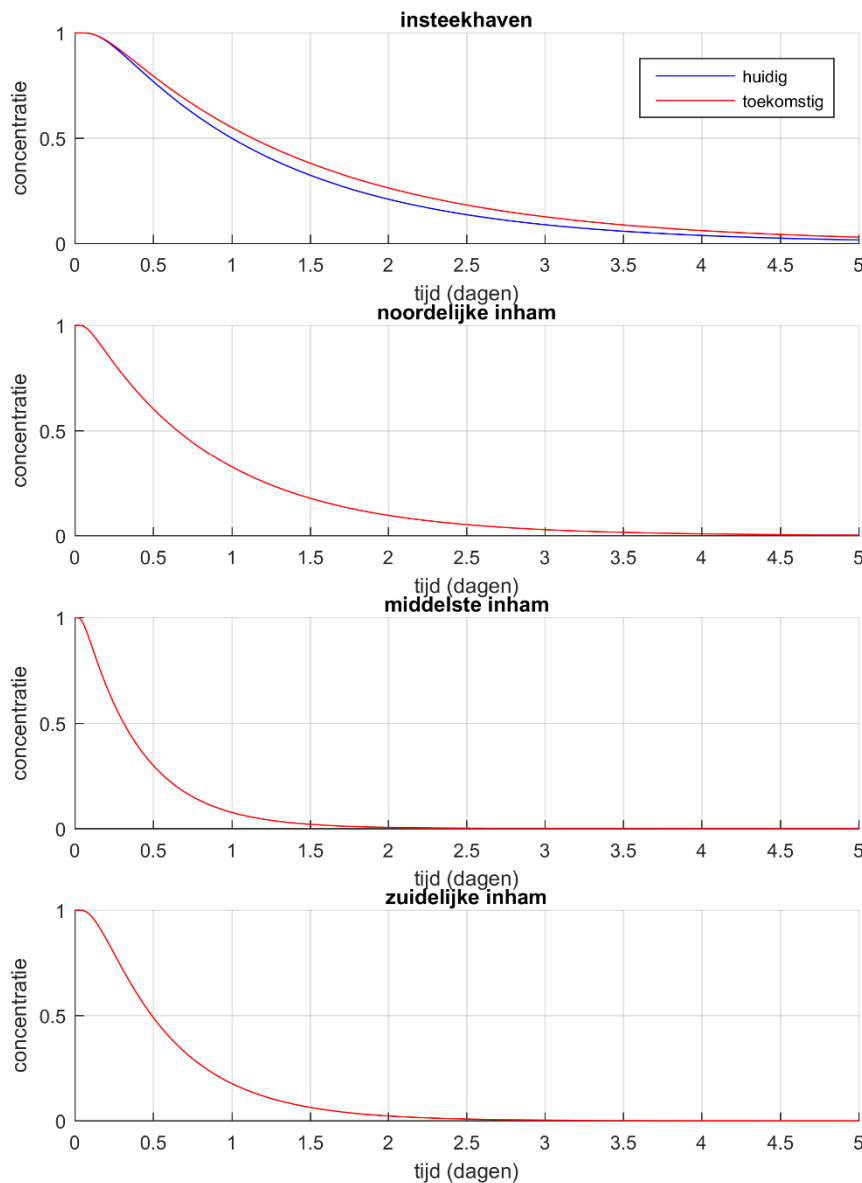 insteekhaven
1
0.5
0
concentratie
huidig
toekomstig
0 0.5 1 1.5 2 2.5 3 3.5 4 4.5 5
tijd (dagen)
noordelijke inham
1
0.5
0
concentratie
0 0.5 1 1.5 2 2.5 3 3.5 4 4.5 5
tijd (dagen)
middelste inham
1
0.5
0
concentratie
0 0.5 1 1.5 2 2.5 3 3.5 4 4.5 5
tijd (dagen)
zuidelijke inham
1
0.5
0
concentratie
0 0.5 1 1.5 2 2.5 3 3.5 4 4.5 5
tijd (dagen)